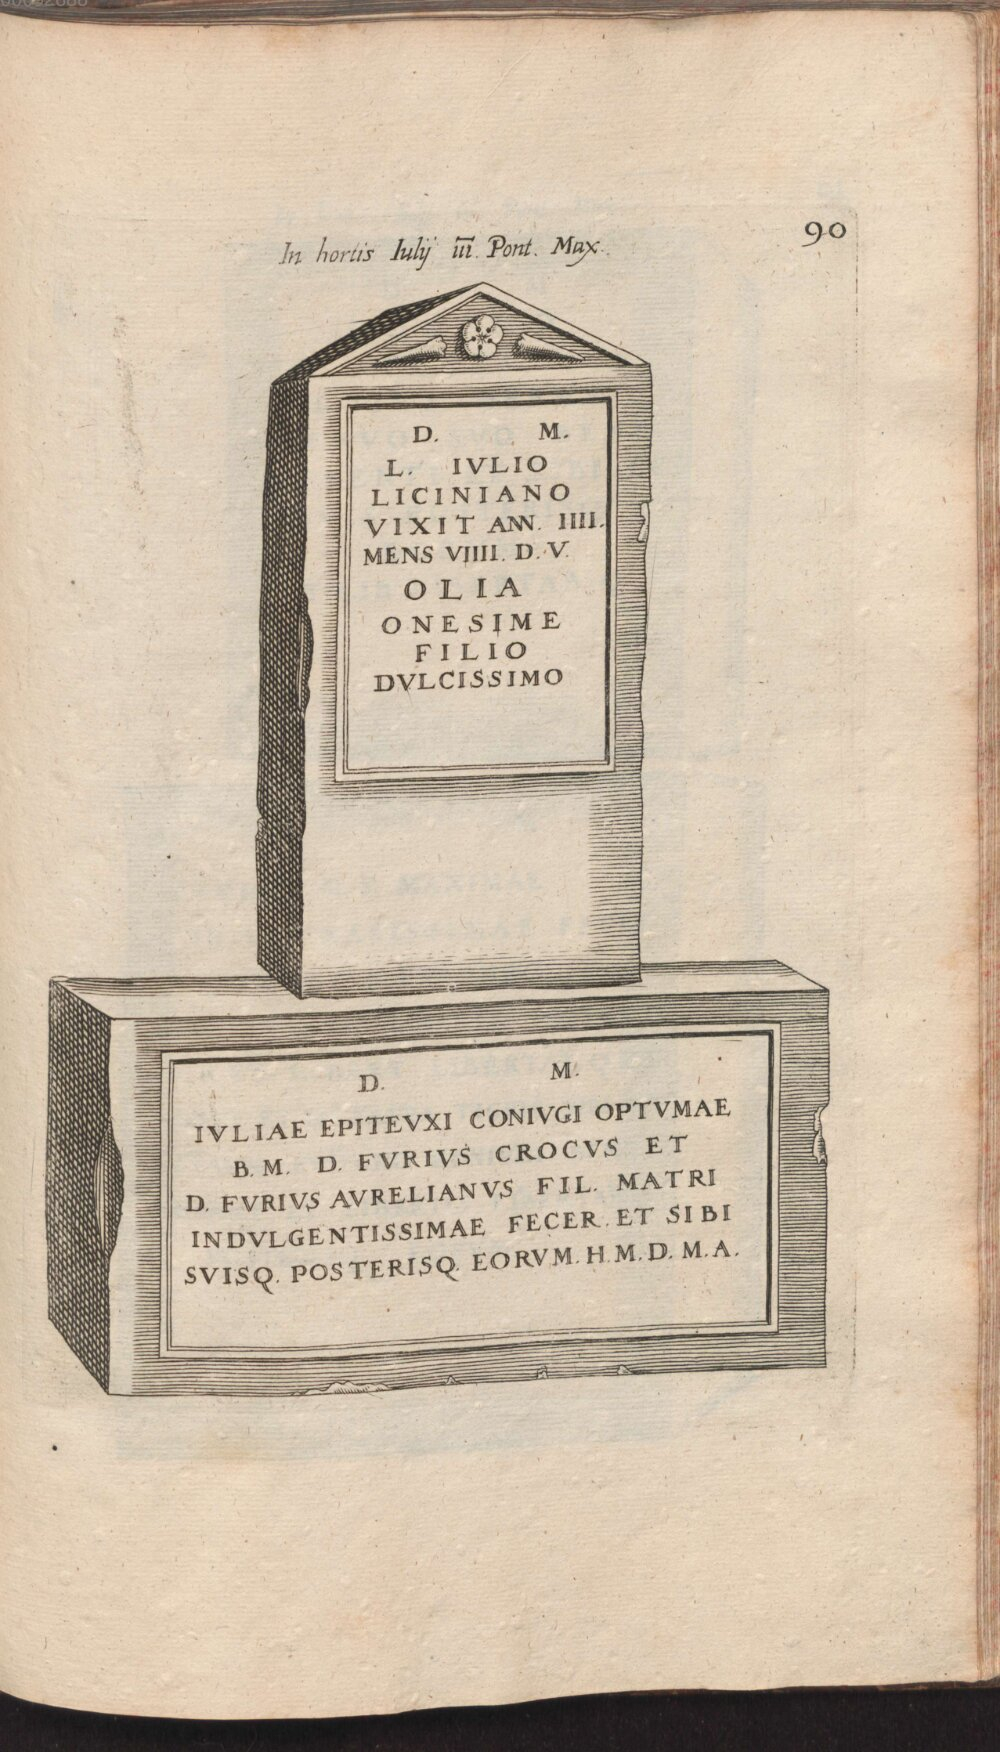 In hortis Iulij III. Pont. Max.
90
D. M.
L. IVLIO
LICINIANO
VIXIT ANN. IIII.
MENS VIIII. D. V.
OLIA
ONESIME
FILIO
DVLCISSIMO
D. M.
IVLIAE EPITEVXI CONIVGI OPTVMAE
B. M. D. FVRIVS CROCVS ET
D. FVRIVS AVRELIANVS FIL. MATRI
INDVLGENTISSIMAE FECER. ET SIBI
SVISQ. POSTERISQ. EORVM. H. M. D. M. A.